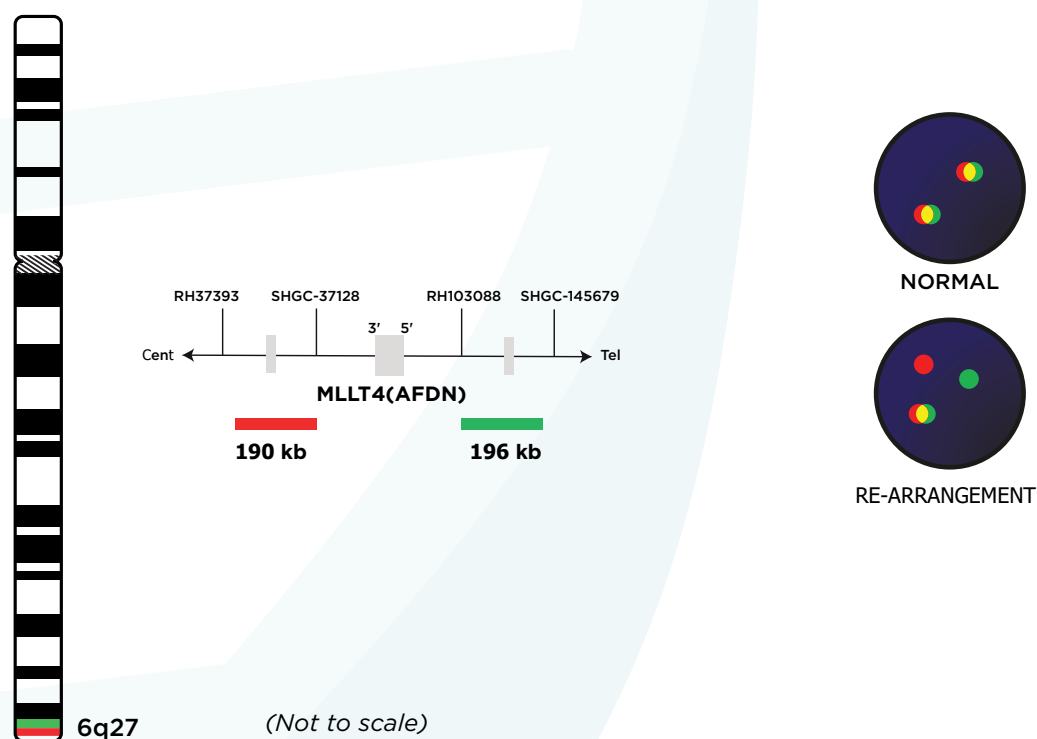 NORMAL
RH37393 SHGC-37128 RH103088 SHGC-145679
3' 5'
Cent Tel
MLLT4(AFDN)
190 kb 196 kb
RE-ARRANGEMENT
6q27 (Not to scale)